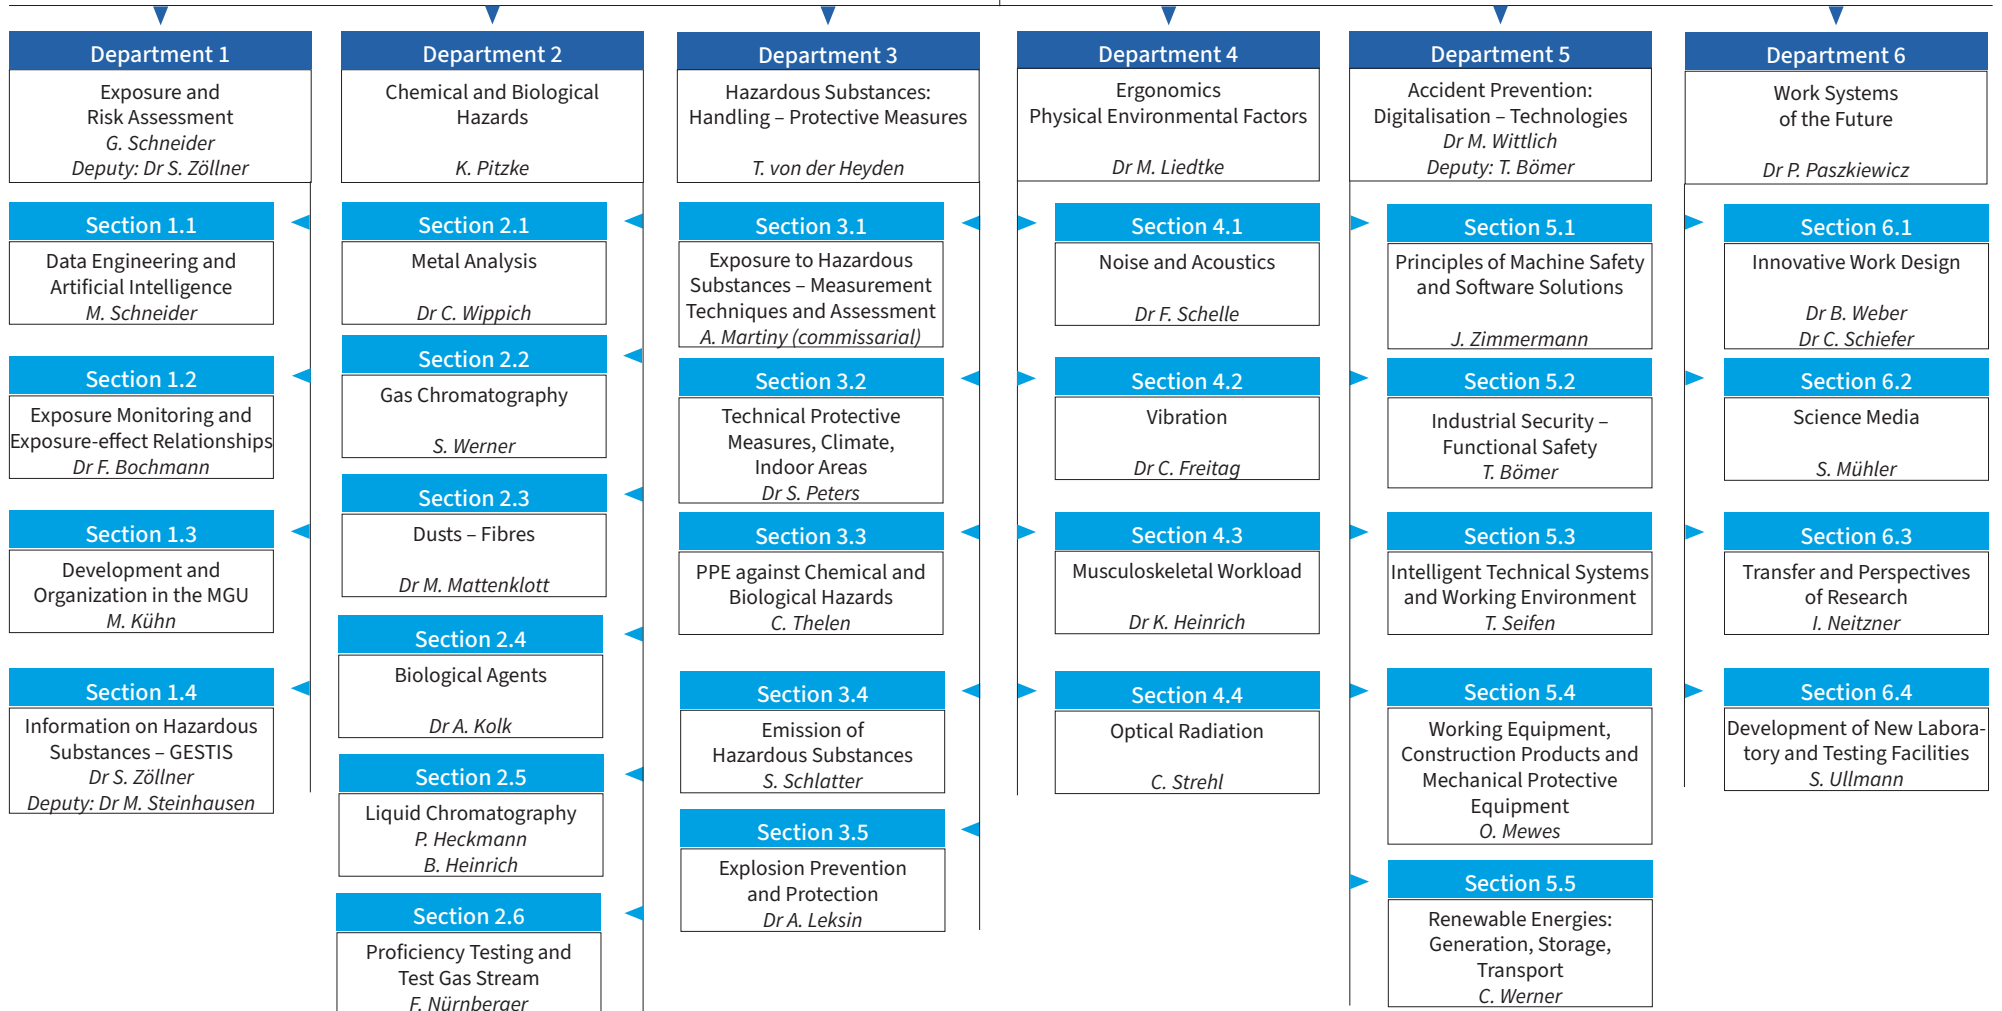 Department 1
Exposure and
Risk Assessment
G. Schneider
Deputy: Dr S. Zöllner
Section 1.1
Data Engineering and
Artificial Intelligence
M. Schneider
Section 1.2
Exposure Monitoring and
Exposure-effect Relationships
Dr F. Bochmann
Section 1.3
Development and
Organization in the MGU
M. Kühn
Section 1.4
Information on Hazardous
Substances – GESTIS
Dr S. Zöllner
Deputy: Dr M. Steinhausen
Department 2
Chemical and Biological
Hazards
K. Pitzke
Section 2.1
Metal Analysis
Dr C. Wippich
Section 2.2
Gas Chromatography
S. Werner
Section 2.3
Dusts – Fibres
Dr M. Mattenklott
Section 2.4
Biological Agents
Dr A. Kolk
Section 2.5
Liquid Chromatography
P. Heckmann
B. Heinrich
Section 2.6
Proficiency Testing and
Test Gas Stream
F. Nürnberger
Department 3
Hazardous Substances:
Handling – Protective Measures
T. von der Heyden
Section 3.1
Exposure to Hazardous
Substances – Measurement
Techniques and Assessment
A. Martiny (commissarial)
Section 3.2
Technical Protective
Measures, Climate,
Indoor Areas
Dr S. Peters
Section 3.3
PPE against Chemical and
Biological Hazards
C. Thelen
Section 3.4
Emission of
Hazardous Substances
S. Schlatter
Section 3.5
Explosion Prevention
and Protection
Dr A. Leksin
Department 4
Ergonomics
Physical Environmental Factors
Dr M. Liedtke
Section 4.1
Noise and Acoustics
Dr F. Schelle
Section 4.2
Vibration
Dr C. Freitag
Section 4.3
Musculoskeletal Workload
Dr K. Heinrich
Section 4.4
Optical Radiation
C. Strehl
Department 5
Accident Prevention:
Digitalisation – Technologies
Dr M. Wittlich
Deputy: T. Bömer
Section 5.1
Principles of Machine Safety
and Software Solutions
J. Zimmermann
Section 5.2
Industrial Security –
Functional Safety
T. Bömer
Section 5.3
Intelligent Technical Systems
and Working Environment
T. Seifen
Section 5.4
Working Equipment,
Construction Products and
Mechanical Protective
Equipment
O. Mewes
Section 5.5
Renewable Energies:
Generation, Storage,
Transport
C. Werner
Department 6
Work Systems
of the Future
Dr P. Paszkiewicz
Section 6.1
Innovative Work Design
Dr B. Weber
Dr C. Schiefer
Section 6.2
Science Media
S. Mühler
Section 6.3
Transfer and Perspectives
of Research
I. Neitzner
Section 6.4
Development of New Labora-
tory and Testing Facilities
S. Ullmann